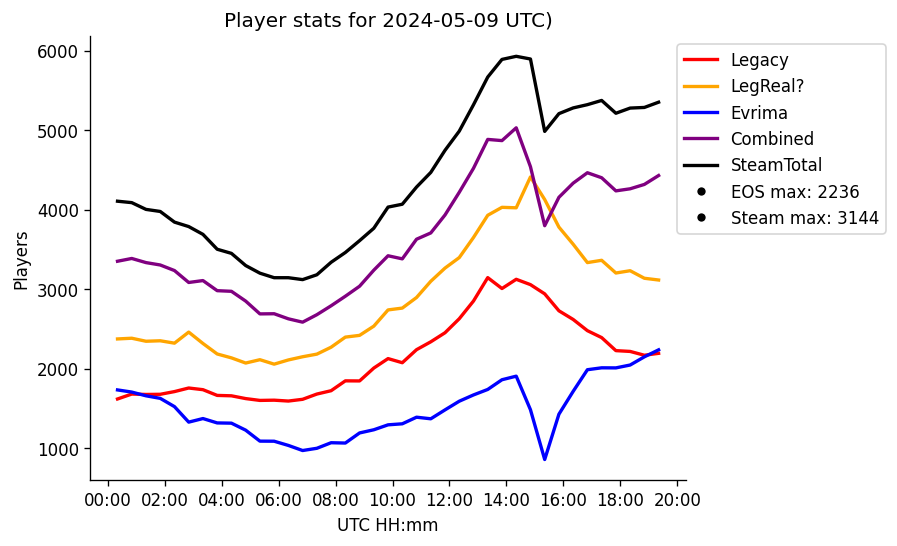 Player stats for 2024-05-09 UTC)
6000
5000
4000
3000
2000
1000
Players
00:00 02:00 04:00 06:00 08:00 10:00 12:00 14:00 16:00 18:00 20:00
UTC HH:mm
Legacy
LegReal?
Evrima
Combined
SteamTotal
EOS max: 2236
Steam max: 3144